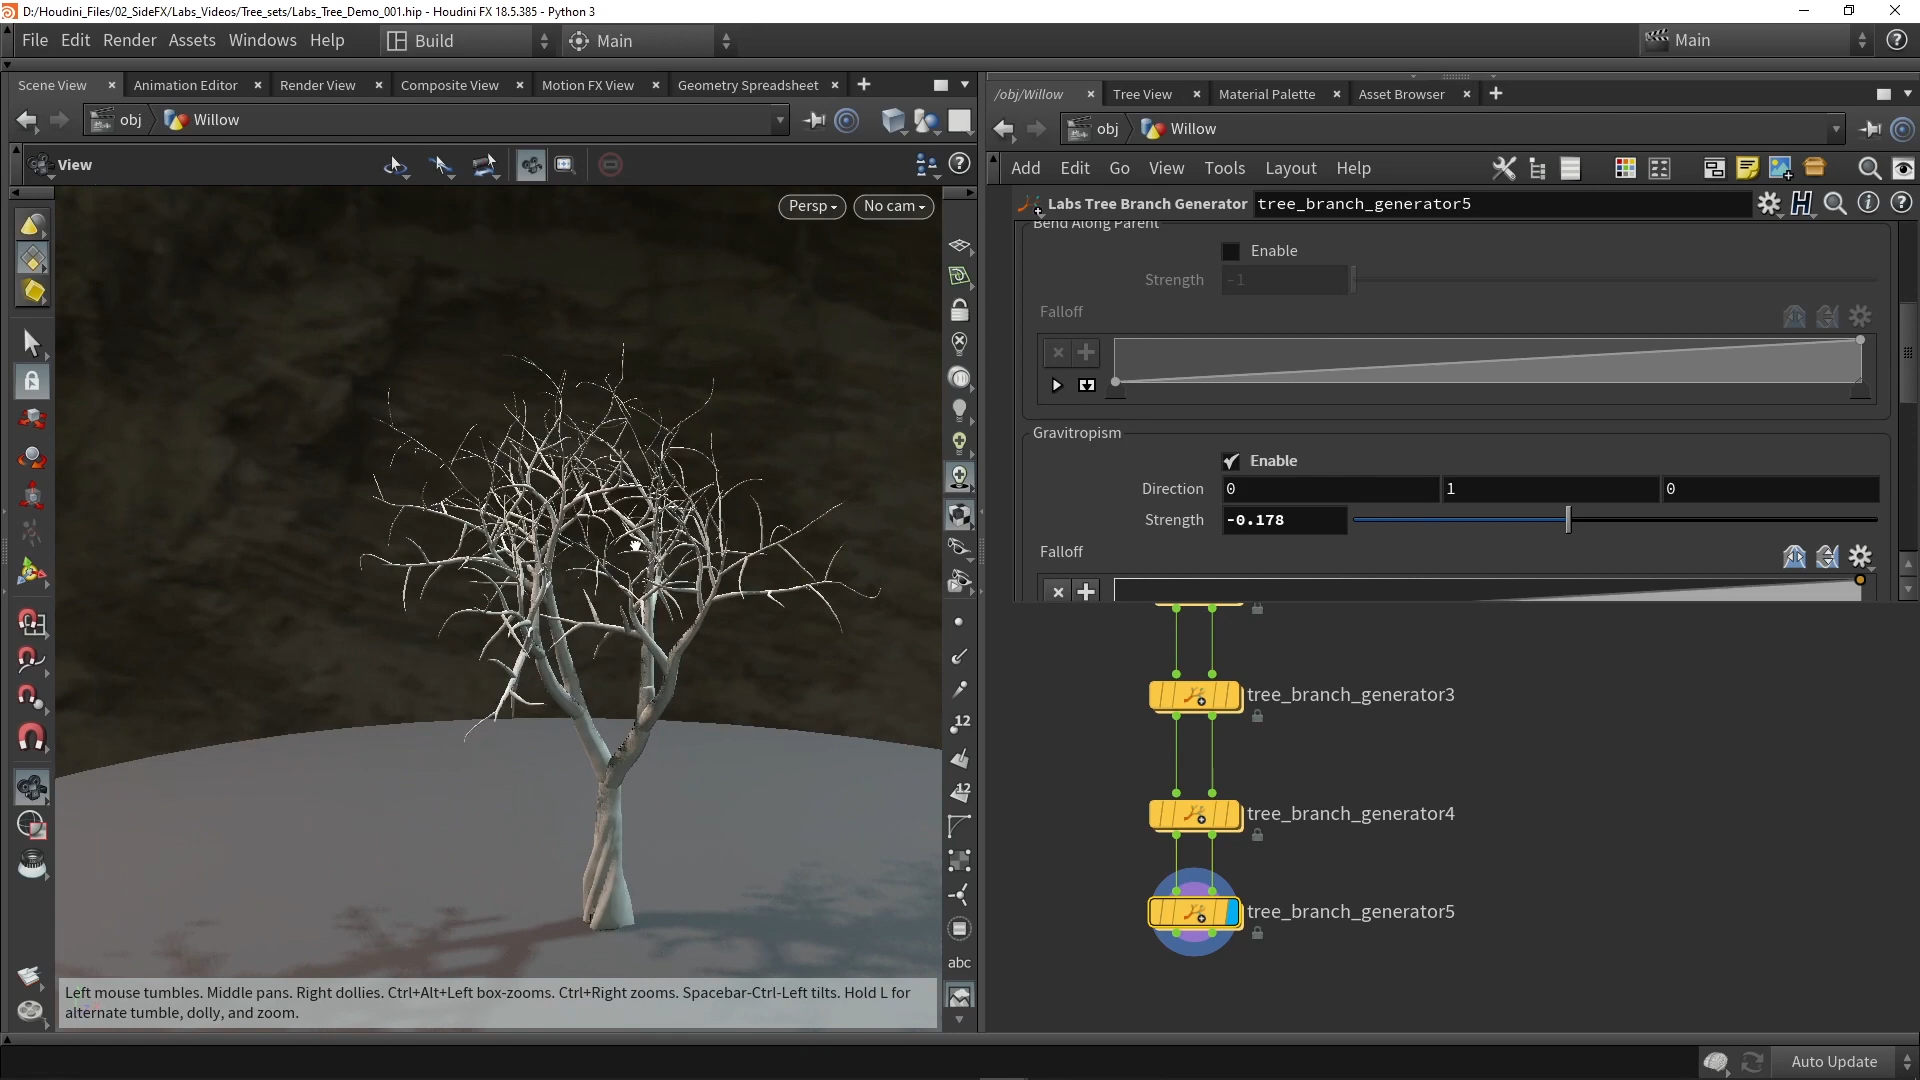 D:/Houdini_Files/02_SideFX/Labs_Videos/Tree_sets/Labs_Tree_Demo_001.hip - Houdini FX 18.5.385 - Python 3
File Edit Render Assets Windows Help Build Main Main
Scene View Animation Editor Render View Composite View Motion FX View Geometry Spreadsheet
obj Willow
View
Persp No cam
12
12
abc
Left mouse tumbles. Middle pans. Right dollies. Ctrl+Alt+Left box-zooms. Ctrl+Right zooms. Spacebar-Ctrl-Left tilts. Hold L for
alternate tumble, dolly, and zoom.
/obj/Willow Tree View Material Palette Asset Browser
obj Willow
Add Edit Go View Tools Layout Help
Labs Tree Branch Generator tree_branch_generator5
Bend Along Parent
Enable
Strength -1
Falloff
Gravitropism
Enable
Direction 0 1 0
Strength -0.178
Falloff
tree_branch_generator3
tree_branch_generator4
tree_branch_generator5
Auto Update